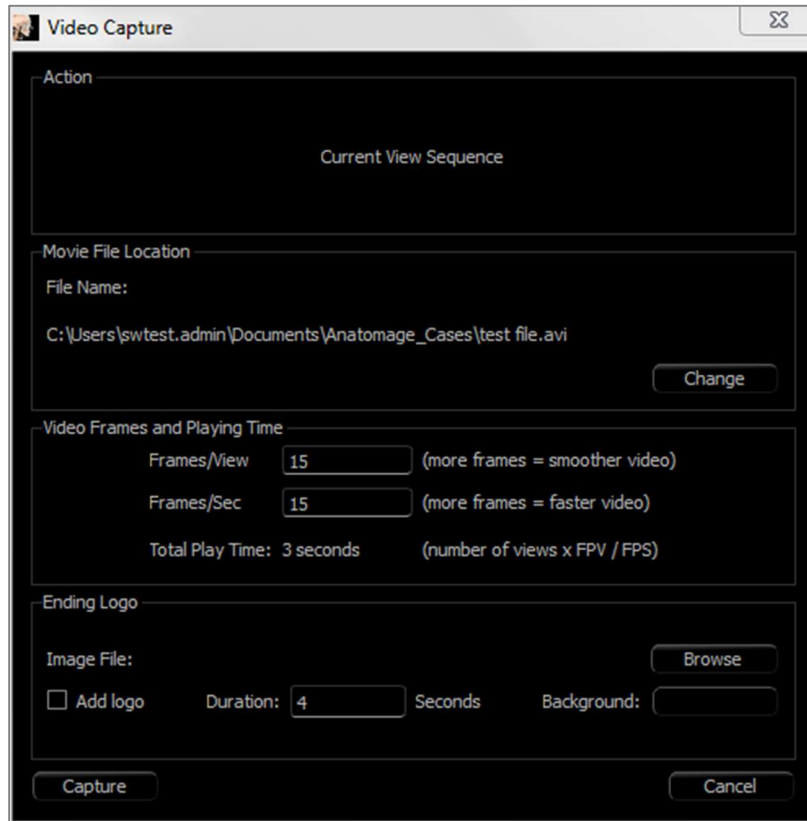 Video Capture
Action
Current View Sequence
Movie File Location
File Name:
C:\Users\swtest.admin\Documents\Anatomage_Cases\test file.avi
Change
Video Frames and Playing Time
Frames/View 15 (more frames = smoother video)
Frames/Sec 15 (more frames = faster video)
Total Play Time: 3 seconds (number of views x FPV / FPS)
Ending Logo
Image File: Browse
Add logo Duration: 4 Seconds Background:
Capture Cancel